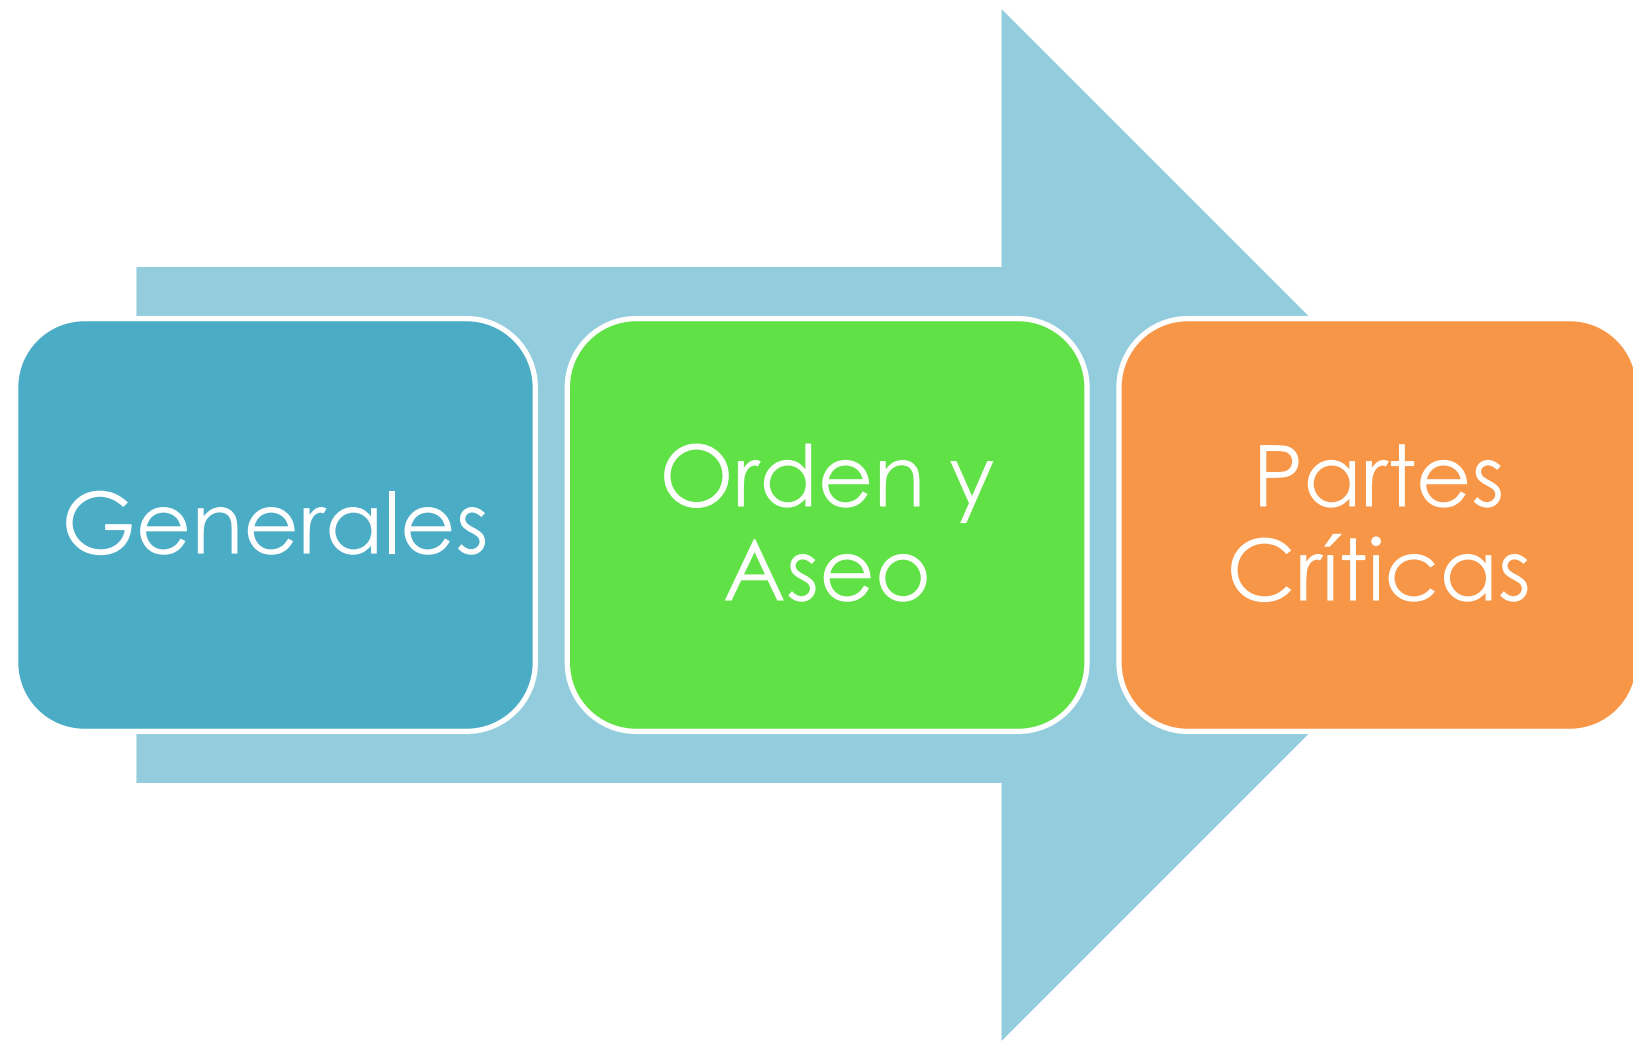 Generales
Orden y
Aseo
Partes
Críticas